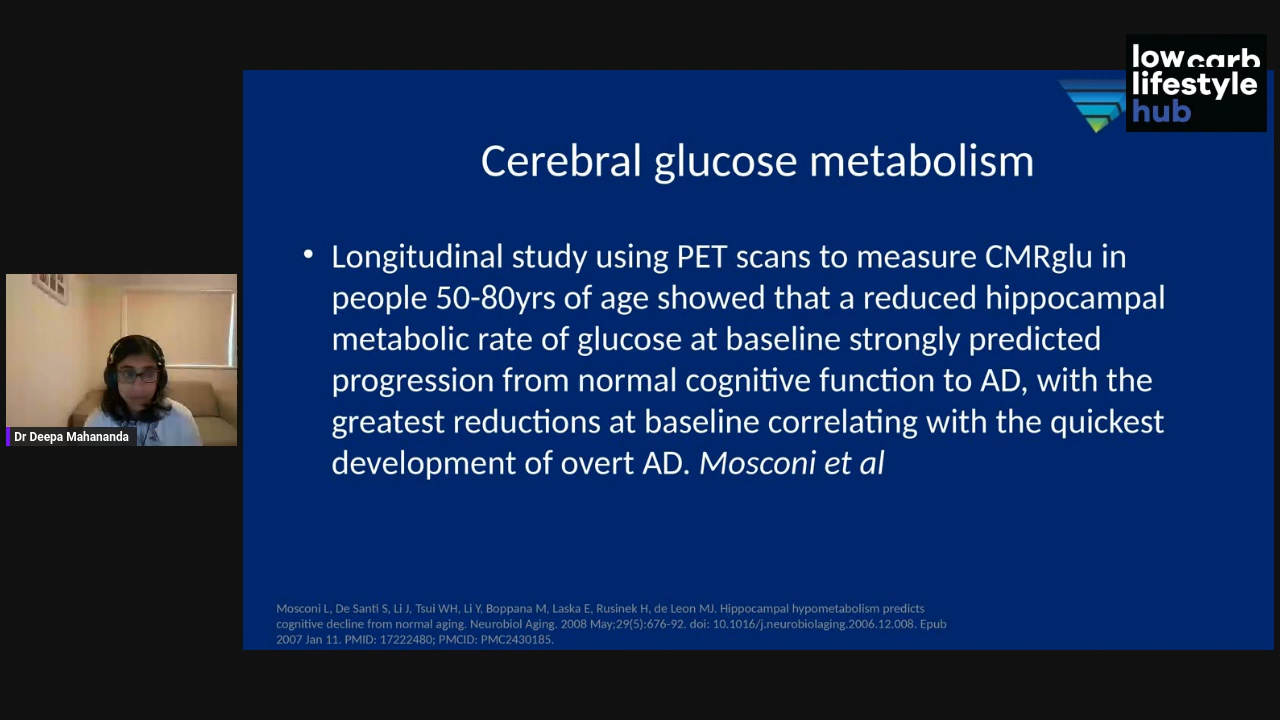 low carb
lifestyle
hub
Cerebral glucose metabolism
• Longitudinal study using PET scans to measure CMRglu in
people 50-80yrs of age showed that a reduced hippocampal
metabolic rate of glucose at baseline strongly predicted
progression from normal cognitive function to AD, with the
greatest reductions at baseline correlating with the quickest
development of overt AD. Mosconi et al
Dr Deepa Mahananda
Mosconi L, De Santi S, Li J, Tsui WH, Li Y, Boppana M, Laska E, Rusinek H, de Leon MJ. Hippocampal hypometabolism predicts
cognitive decline from normal aging. Neurobiol Aging. 2008 May;29(5):676-92. doi: 10.1016/j.neurobiolaging.2006.12.008. Epub
2007 Jan 11. PMID: 17222480; PMCID: PMC2430185.